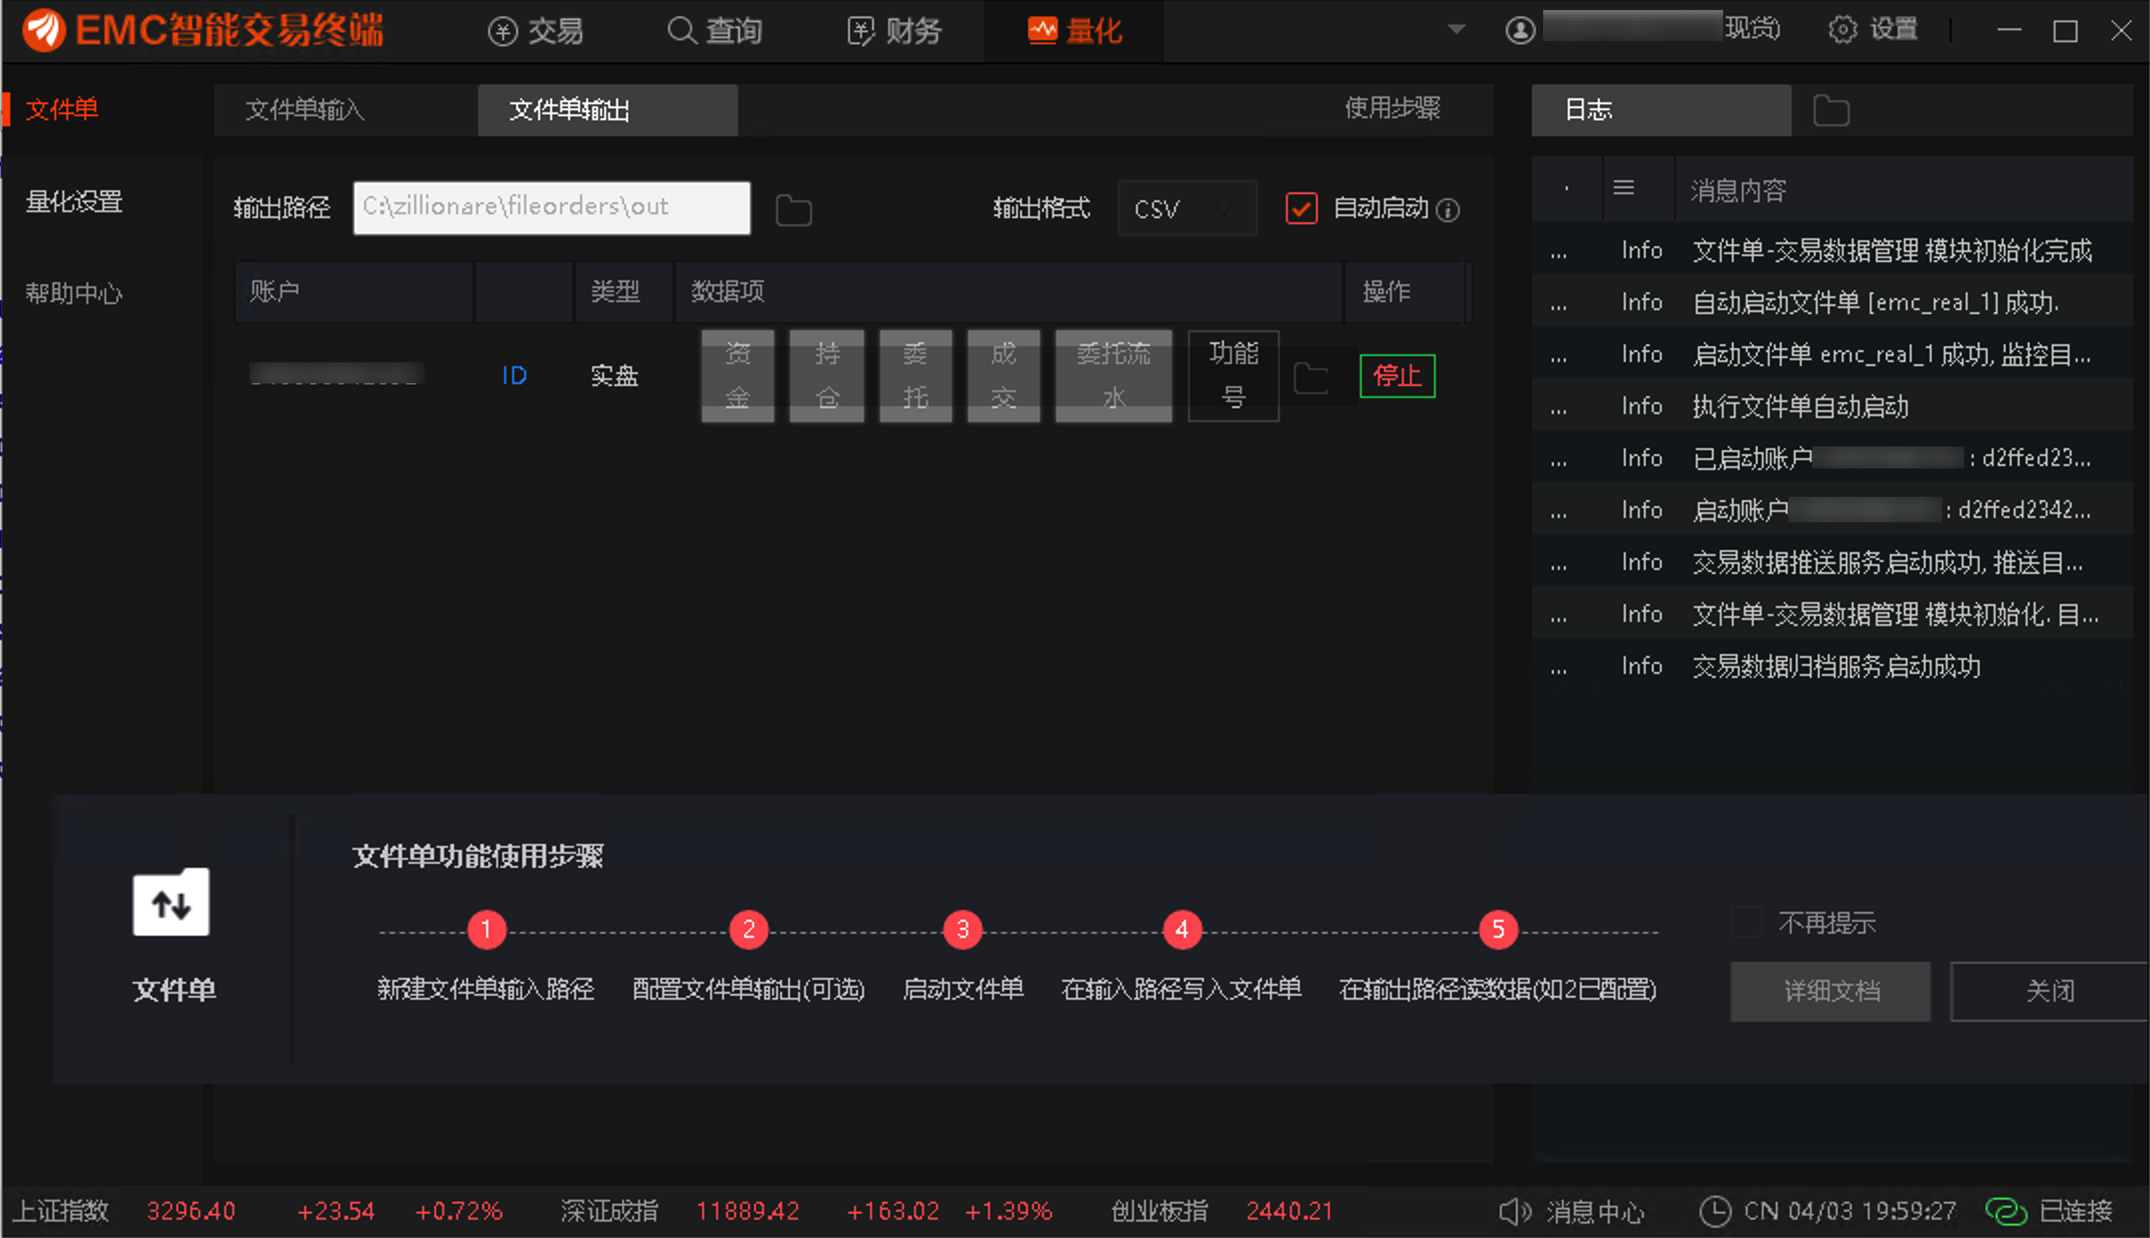 EMC智能交易终端 交易 查询 财务 量化 现货) 设置
文件单 文件单输入 文件单输出 使用步骤 日志
量化设置 输出路径 C:\zillionare\fileorders\out 输出格式 CSV 自动启动 消息内容
帮助中心 账户 类型 数据项 操作
ID 实盘 资金 持仓 委托 成交 委托流水 功能号 停止
... Info 文件单-交易数据管理 模块初始化完成
... Info 自动启动文件单 [emc_real_1] 成功.
... Info 启动文件单 emc_real_1 成功, 监控目...
... Info 执行文件单自动启动
... Info 已启动账户 : d2ffed23...
... Info 启动账户 : d2ffed2342...
... Info 交易数据推送服务启动成功, 推送目...
... Info 文件单-交易数据管理 模块初始化. 目...
... Info 交易数据归档服务启动成功
文件单功能使用步骤
1 2 3 4 5 不再提示
文件单 新建文件单输入路径 配置文件单输出(可选) 启动文件单 在输入路径写入文件单 在输出路径读数据(如2已配置) 详细文档 关闭
上证指数 3296.40 +23.54 +0.72% 深证成指 11889.42 +163.02 +1.39% 创业板指 2440.21 消息中心 CN 04/03 19:59:27 已连接